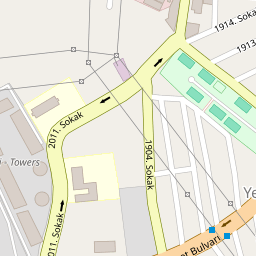 1914. Sokak
1913.
2011. Sokak
1904. Sokak
- Towers
Ye
2011. Sokak
Bulvarı